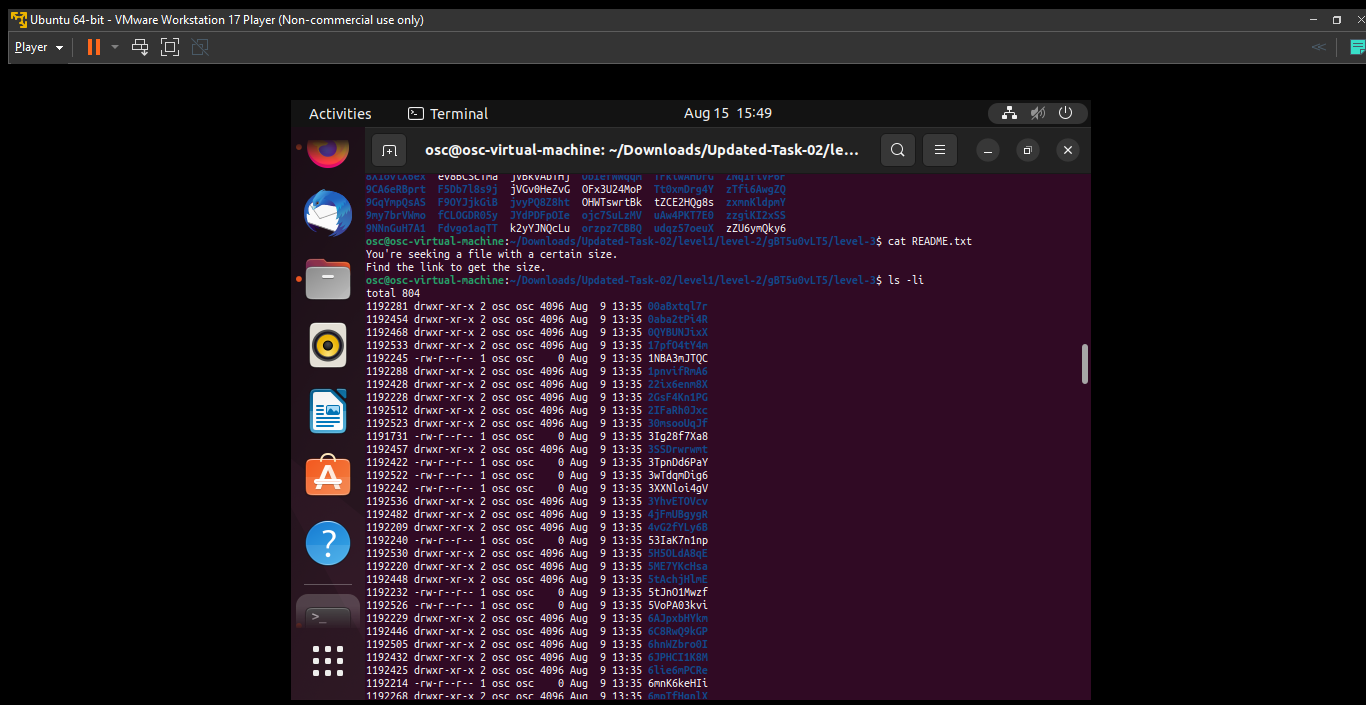 Ubuntu 64-bit - VMware Workstation 17 Player (Non-commercial use only)
Player
Activities Terminal Aug 15 15:49
osc@osc-virtual-machine: ~/Downloads/Updated-Task-02/le...
9CA6eRBprt F5Db7l8s9j jVGv0HeZvG OFx3U24MoP Tt0xmDrg4Y zTfi6AwgZQ
9GqYmpQsAS F9OYJjkGiB jvyPQ8Z8ht OHWTswrtBk tZCE2HQg8s zxmnKldpmY
9my7brVWmo fCLOGDR05y JYdPDFpOIe ojc7SuLzMV uAw4PKT7E0 zzgiKI2xSS
9NNnGuH7A1 Fdvgo1aqTT k2yYJNQcLu orzpz7CBBQ udqz57oeuX zZU6ymQky6
osc@osc-virtual-machine:~/Downloads/Updated-Task-02/level1/level-2/gBT5u0vLT5/level-3$ cat README.txt
You're seeking a file with a certain size.
Find the link to get the size.
osc@osc-virtual-machine:~/Downloads/Updated-Task-02/level1/level-2/gBT5u0vLT5/level-3$ ls -li
total 804
1192281 drwxr-xr-x 2 osc osc 4096 Aug  9 13:35 00aBxtql7r
1192454 drwxr-xr-x 2 osc osc 4096 Aug  9 13:35 0aba2tPi4R
1192468 drwxr-xr-x 2 osc osc 4096 Aug  9 13:35 0QYBUNJixX
1192533 drwxr-xr-x 2 osc osc 4096 Aug  9 13:35 17pfO4tY4m
1192245 -rw-r--r-- 1 osc osc    0 Aug  9 13:35 1NBA3mJTQC
1192288 drwxr-xr-x 2 osc osc 4096 Aug  9 13:35 1pnvifRmA6
1192428 drwxr-xr-x 2 osc osc 4096 Aug  9 13:35 22ix6enm8X
1192228 drwxr-xr-x 2 osc osc 4096 Aug  9 13:35 2GsF4Kn1PG
1192512 drwxr-xr-x 2 osc osc 4096 Aug  9 13:35 2IFaRh0Jxc
1192523 drwxr-xr-x 2 osc osc 4096 Aug  9 13:35 30msooUqJf
1191731 -rw-r--r-- 1 osc osc    0 Aug  9 13:35 3Ig28f7Xa8
1192457 drwxr-xr-x 2 osc osc 4096 Aug  9 13:35 3SSDrwrwmt
1192422 -rw-r--r-- 1 osc osc    0 Aug  9 13:35 3TpnDd6PaY
1192522 -rw-r--r-- 1 osc osc    0 Aug  9 13:35 3wTdqmDig6
1192242 -rw-r--r-- 1 osc osc    0 Aug  9 13:35 3XXNloi4gV
1192536 drwxr-xr-x 2 osc osc 4096 Aug  9 13:35 3YhvETOVcv
1192482 drwxr-xr-x 2 osc osc 4096 Aug  9 13:35 4jFmUBgygR
1192209 drwxr-xr-x 2 osc osc 4096 Aug  9 13:35 4vG2fYLy6B
1192240 -rw-r--r-- 1 osc osc    0 Aug  9 13:35 53IaK7n1np
1192530 drwxr-xr-x 2 osc osc 4096 Aug  9 13:35 5H5OLdA8qE
1192220 drwxr-xr-x 2 osc osc 4096 Aug  9 13:35 5ME7YKcHsa
1192448 drwxr-xr-x 2 osc osc 4096 Aug  9 13:35 5tAchjHlmE
1192232 -rw-r--r-- 1 osc osc    0 Aug  9 13:35 5tJnO1Mwzf
1192526 -rw-r--r-- 1 osc osc    0 Aug  9 13:35 5VoPA03kvi
1192229 drwxr-xr-x 2 osc osc 4096 Aug  9 13:35 6AJpxbHYkm
1192446 drwxr-xr-x 2 osc osc 4096 Aug  9 13:35 6C8RwQ9kGP
1192505 drwxr-xr-x 2 osc osc 4096 Aug  9 13:35 6hnWZbro0I
1192432 drwxr-xr-x 2 osc osc 4096 Aug  9 13:35 6JPHCI1K8M
1192425 drwxr-xr-x 2 osc osc 4096 Aug  9 13:35 6lie6mPCRe
1192214 -rw-r--r-- 1 osc osc    0 Aug  9 13:35 6mnK6keHIi
1192268 drwxr-xr-x 2 osc osc 4096 Aug  9 13:35